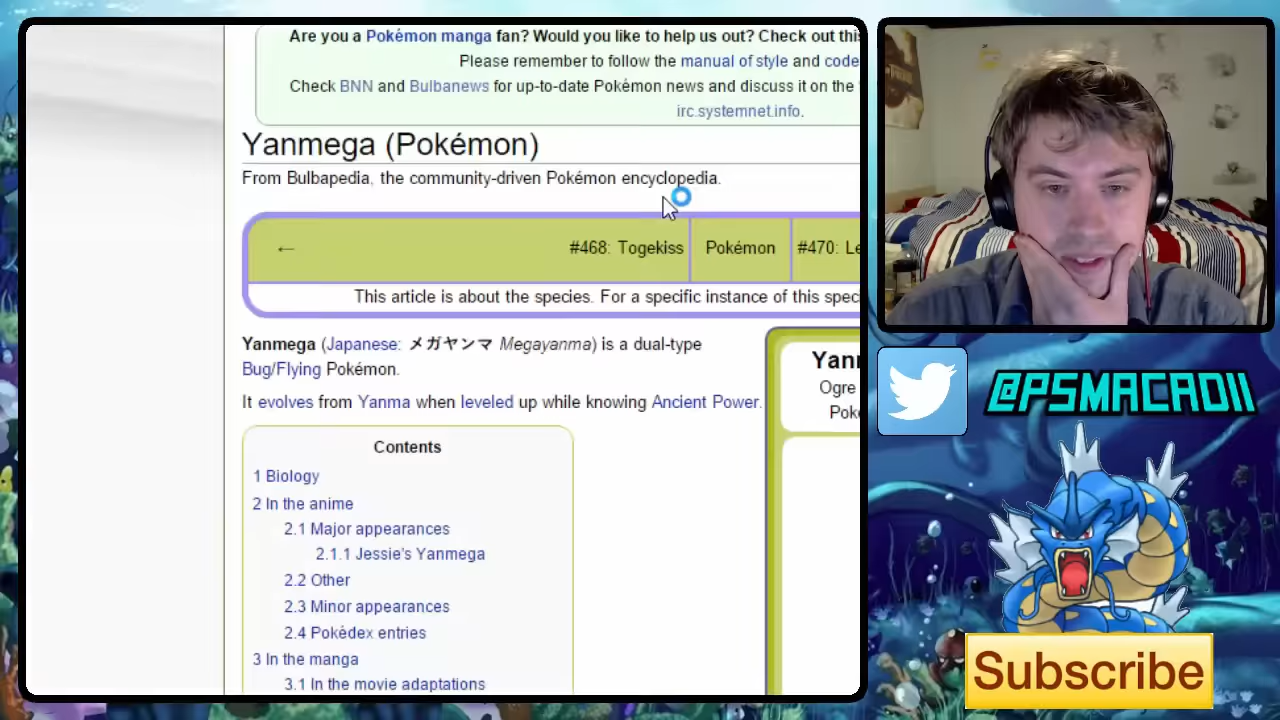 Are you a Pokémon manga fan? Would you like to help us out? Check out this
Please remember to follow the manual of style and code
Check BNN and Bulbanews for up-to-date Pokémon news and discuss it on the
irc.systemnet.info.
Yanmega (Pokémon)
From Bulbapedia, the community-driven Pokémon encyclopedia.
← #468: Togekiss Pokémon #470: Le
This article is about the species. For a specific instance of this spec
Yanmega (Japanese: メガヤンマ Megayanma) is a dual-type
Bug/Flying Pokémon.
It evolves from Yanma when leveled up while knowing Ancient Power.
Yanm
Ogre
Poké
Contents
1 Biology
2 In the anime
2.1 Major appearances
2.1.1 Jessie's Yanmega
2.2 Other
2.3 Minor appearances
2.4 Pokédex entries
3 In the manga
3.1 In the movie adaptations
@PSMACADII
Subscribe